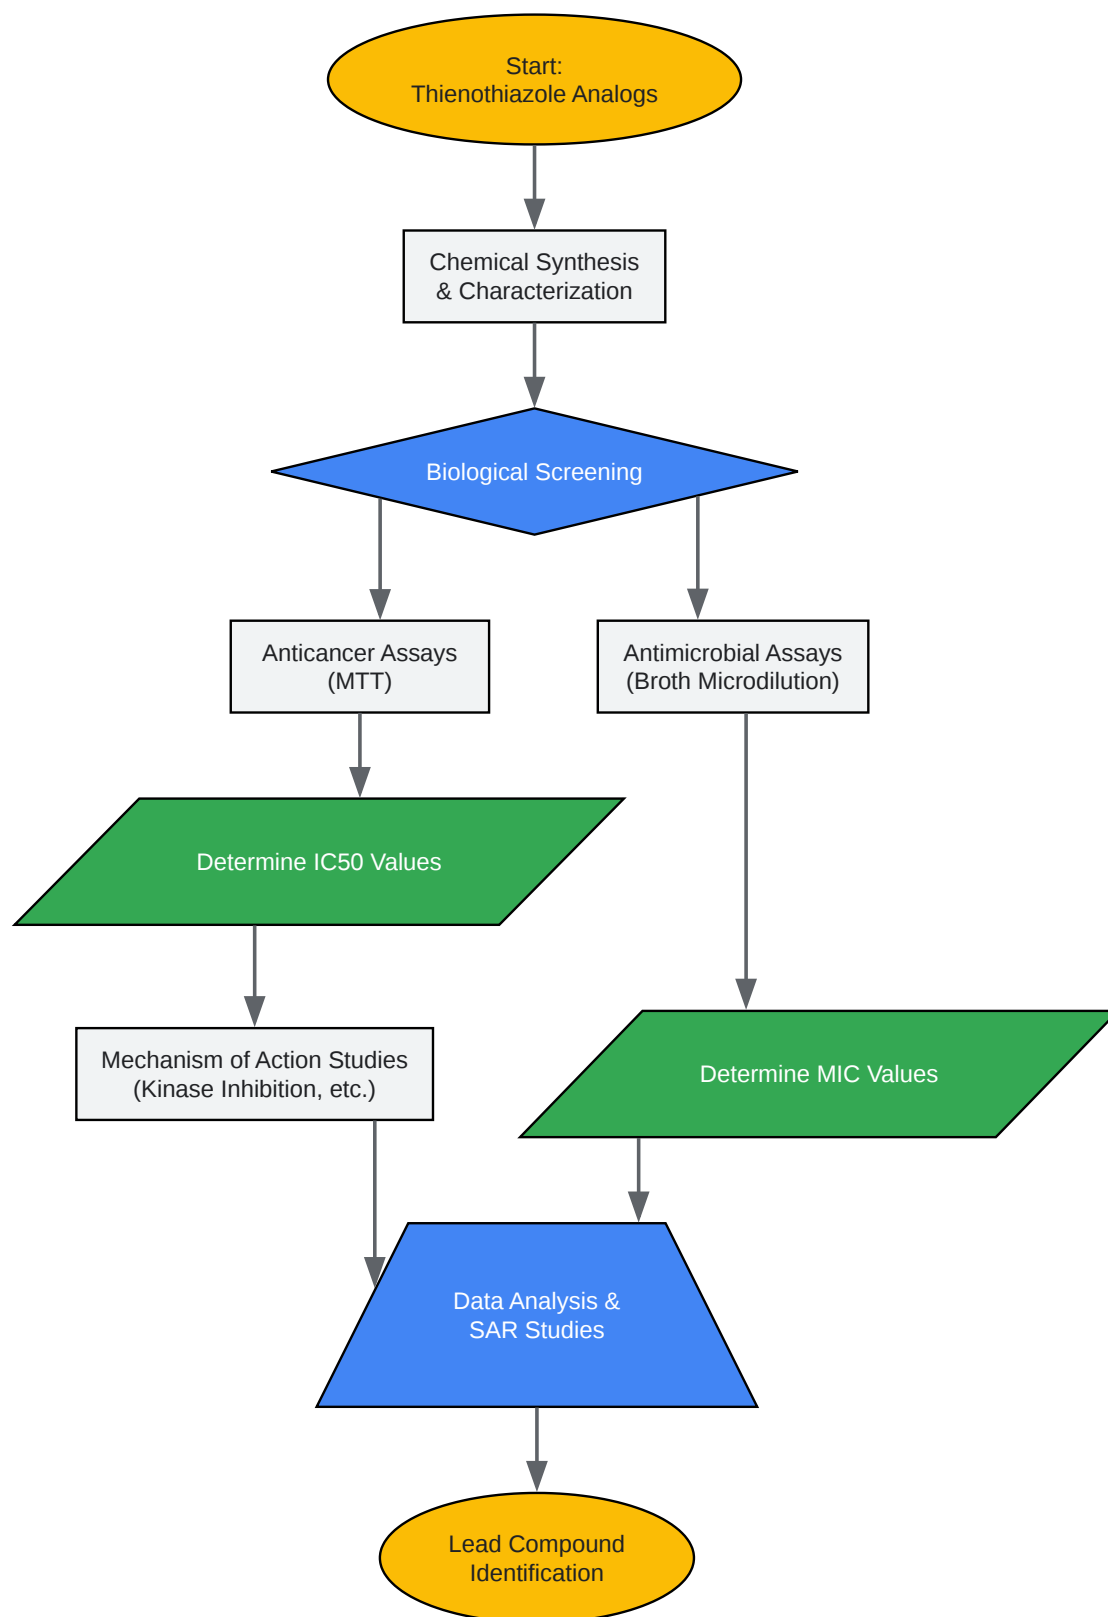 Start:
Thienothiazole Analogs
Chemical Synthesis
& Characterization
Biological Screening
Anticancer Assays
(MTT)
Antimicrobial Assays
(Broth Microdilution)
Determine IC50 Values
Mechanism of Action Studies
(Kinase Inhibition, etc.)
Determine MIC Values
Data Analysis &
SAR Studies
Lead Compound
Identification